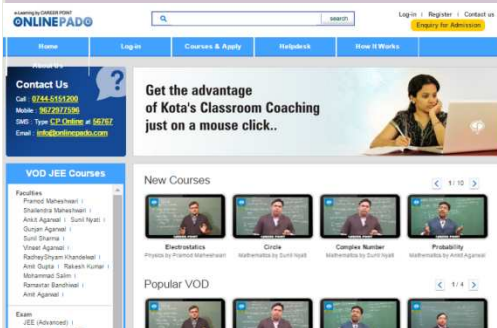 e-Learning by CAREER POINT
ONLINEPADO
search
Log-in | Register | Contact us
Enquiry for Admission
Home
Log-in
Courses & Apply
Helpdesk
How It Works
About Us
Contact Us
Call : 0744-5151200
Mobile : 9672977596
SMS : Type CP Online at 56767
Email : info@onlinepado.com
?
Get the advantage
of Kota's Classroom Coaching
just on a mouse click..
VOD JEE Courses
Faculties
Pramod Maheshwari |
Shailendra Maheshwari |
Ankit Agarwal | Sunil Nyati |
Gunjan Agarwal |
Sunil Sharma |
Vineet Agarwal |
RadheyShyam Khandelwal |
Amit Gupta | Rakesh Kumar |
Mohammad Salim |
Ramavtar Bandhiwal |
Amit Agarwal |
Exam
JEE (Advanced) |
New Courses
< 1/ 10 >
Electrostatics
Physics by Pramod Maheshwari
Circle
Mathematics by Sunil Nyati
Complex Number
Mathematics by Sunil Nyati
Probability
Mathematics by Ankit Agarwal
Popular VOD
< 1 / 4 >